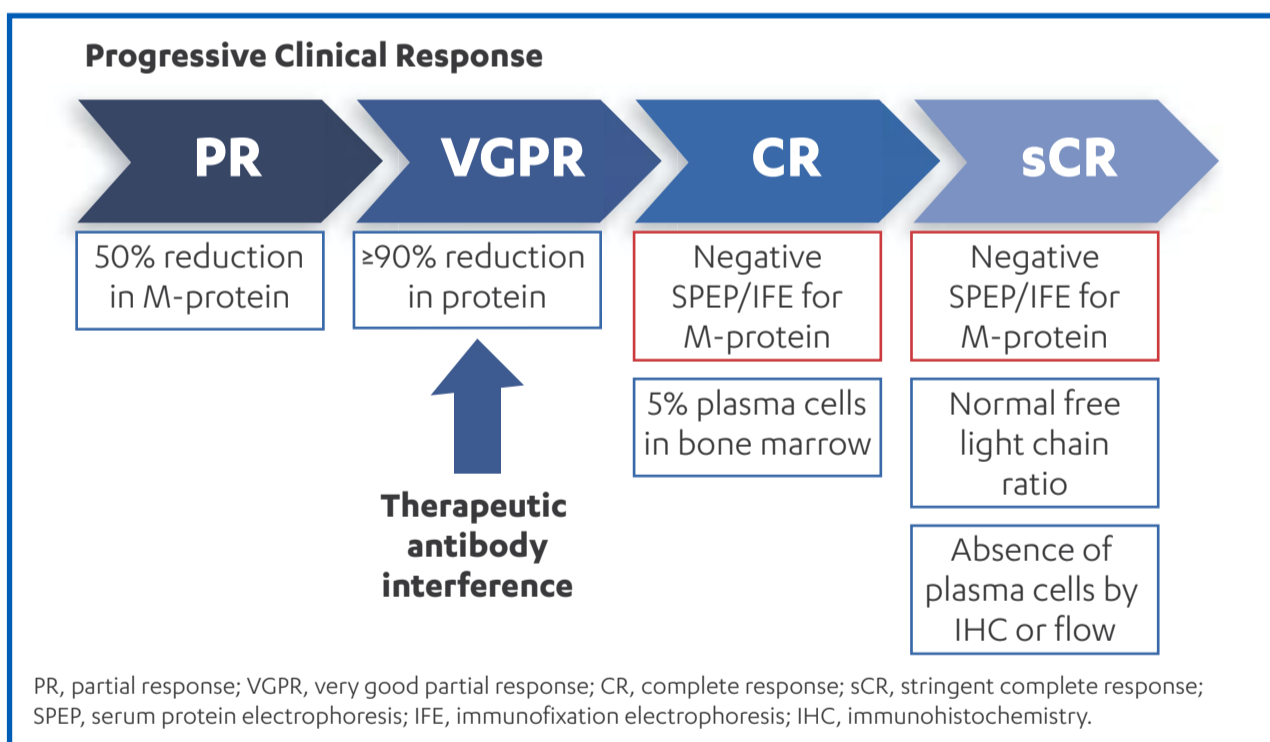 Progressive Clinical Response
PR
VGPR
CR
sCR
50% reduction
in M-protein
≥90% reduction
in protein
Negative
SPEP/IFE for
M-protein
Negative
SPEP/IFE for
M-protein
5% plasma cells
in bone marrow
Normal free
light chain
ratio
Therapeutic
antibody
interference
Absence of
plasma cells by
IHC or flow
PR, partial response; VGPR, very good partial response; CR, complete response; sCR, stringent complete response;
SPEP, serum protein electrophoresis; IFE, immunofixation electrophoresis; IHC, immunohistochemistry.